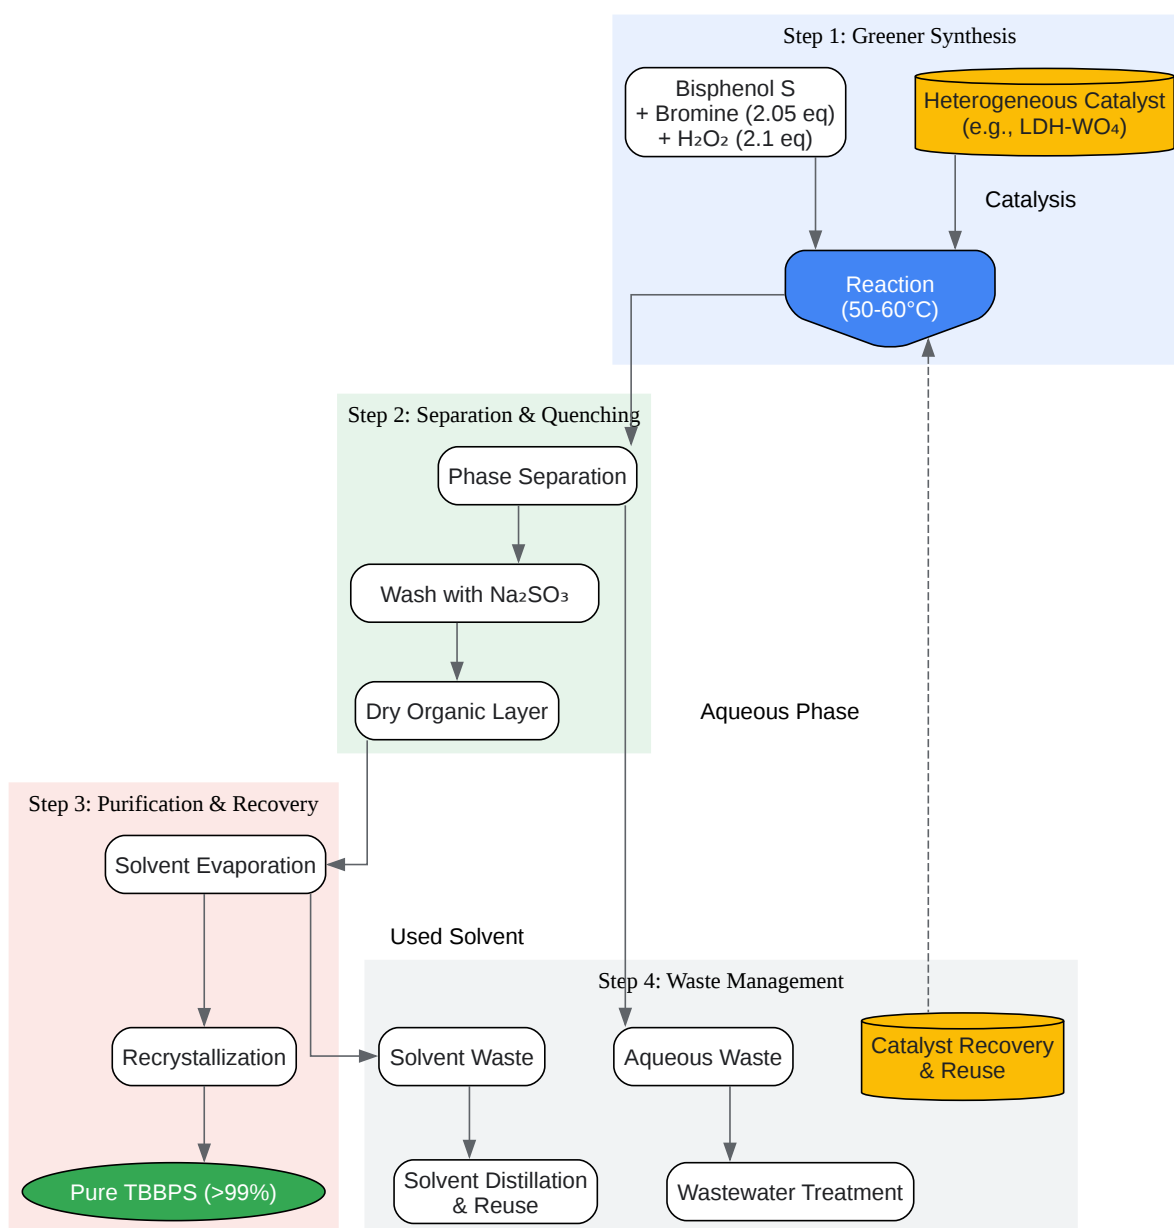 Step 1: Greener Synthesis
Bisphenol S
+ Bromine (2.05 eq)
+ H₂O₂ (2.1 eq)
Heterogeneous Catalyst
(e.g., LDH-WO₄)
Catalysis
Reaction
(50-60°C)
Step 2: Separation & Quenching
Phase Separation
Wash with Na₂SO₃
Dry Organic Layer
Aqueous Phase
Step 3: Purification & Recovery
Solvent Evaporation
Used Solvent
Step 4: Waste Management
Recrystallization
Solvent Waste
Aqueous Waste
Catalyst Recovery
& Reuse
Pure TBBPS (>99%)
Solvent Distillation
& Reuse
Wastewater Treatment